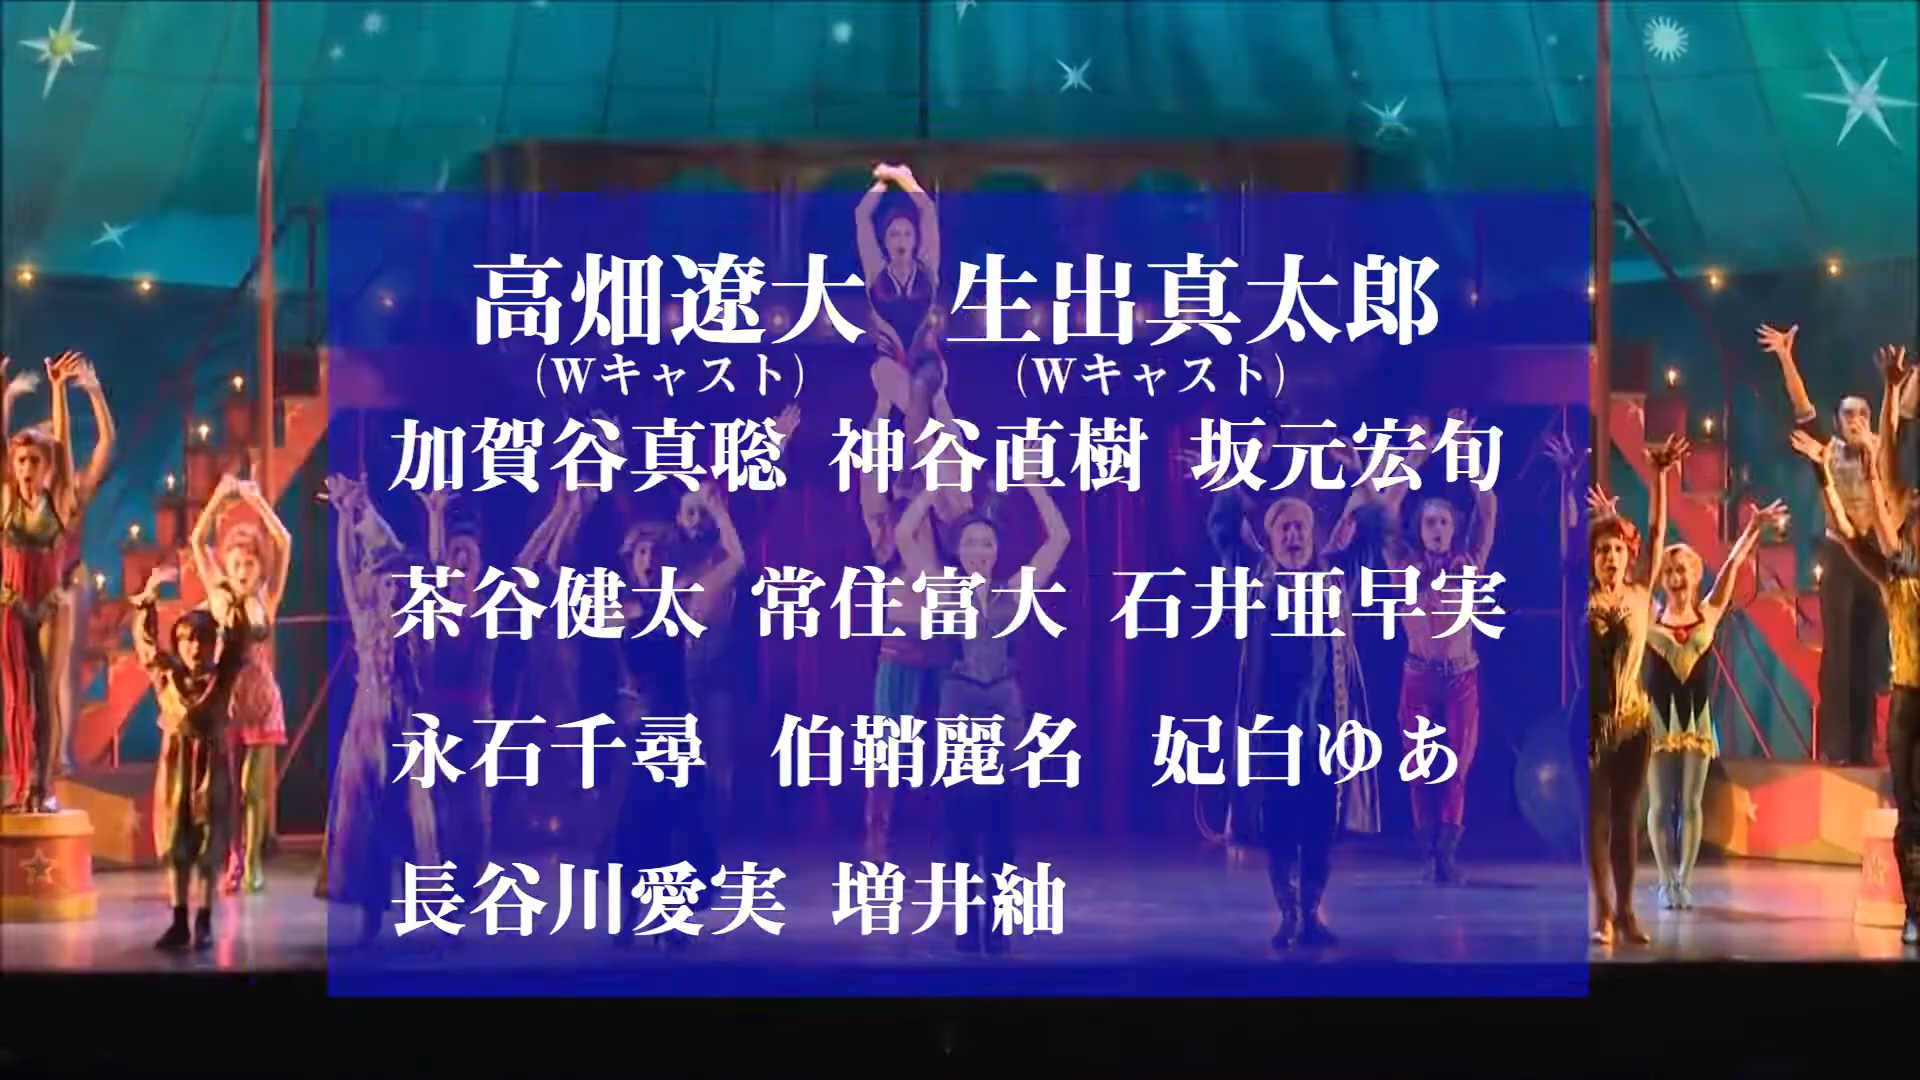 高畑遼大 生出真太郎
(Wキャスト) (Wキャスト)
加賀谷真聡 神谷直樹 坂元宏旬
茶谷健太 常住富大 石井亜早実
永石千尋 伯鞘麗名 妃白ゆあ
長谷川愛実 増井紬